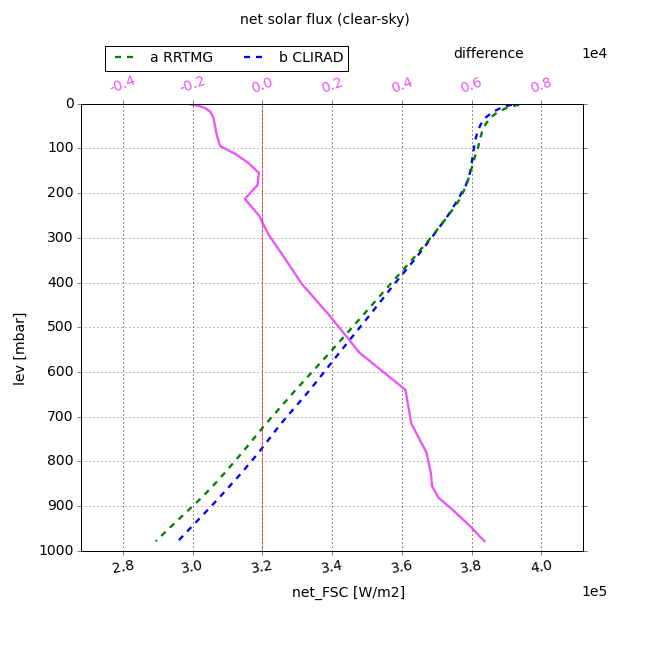 net solar flux (clear-sky)
a RRTMG b CLIRAD difference 1e4
-0.4 -0.2 0.0 0.2 0.4 0.6 0.8
0
100
200
300
400
500
600
700
800
900
1000
lev [mbar]
2.8 3.0 3.2 3.4 3.6 3.8 4.0
net_FSC [W/m2] 1e5